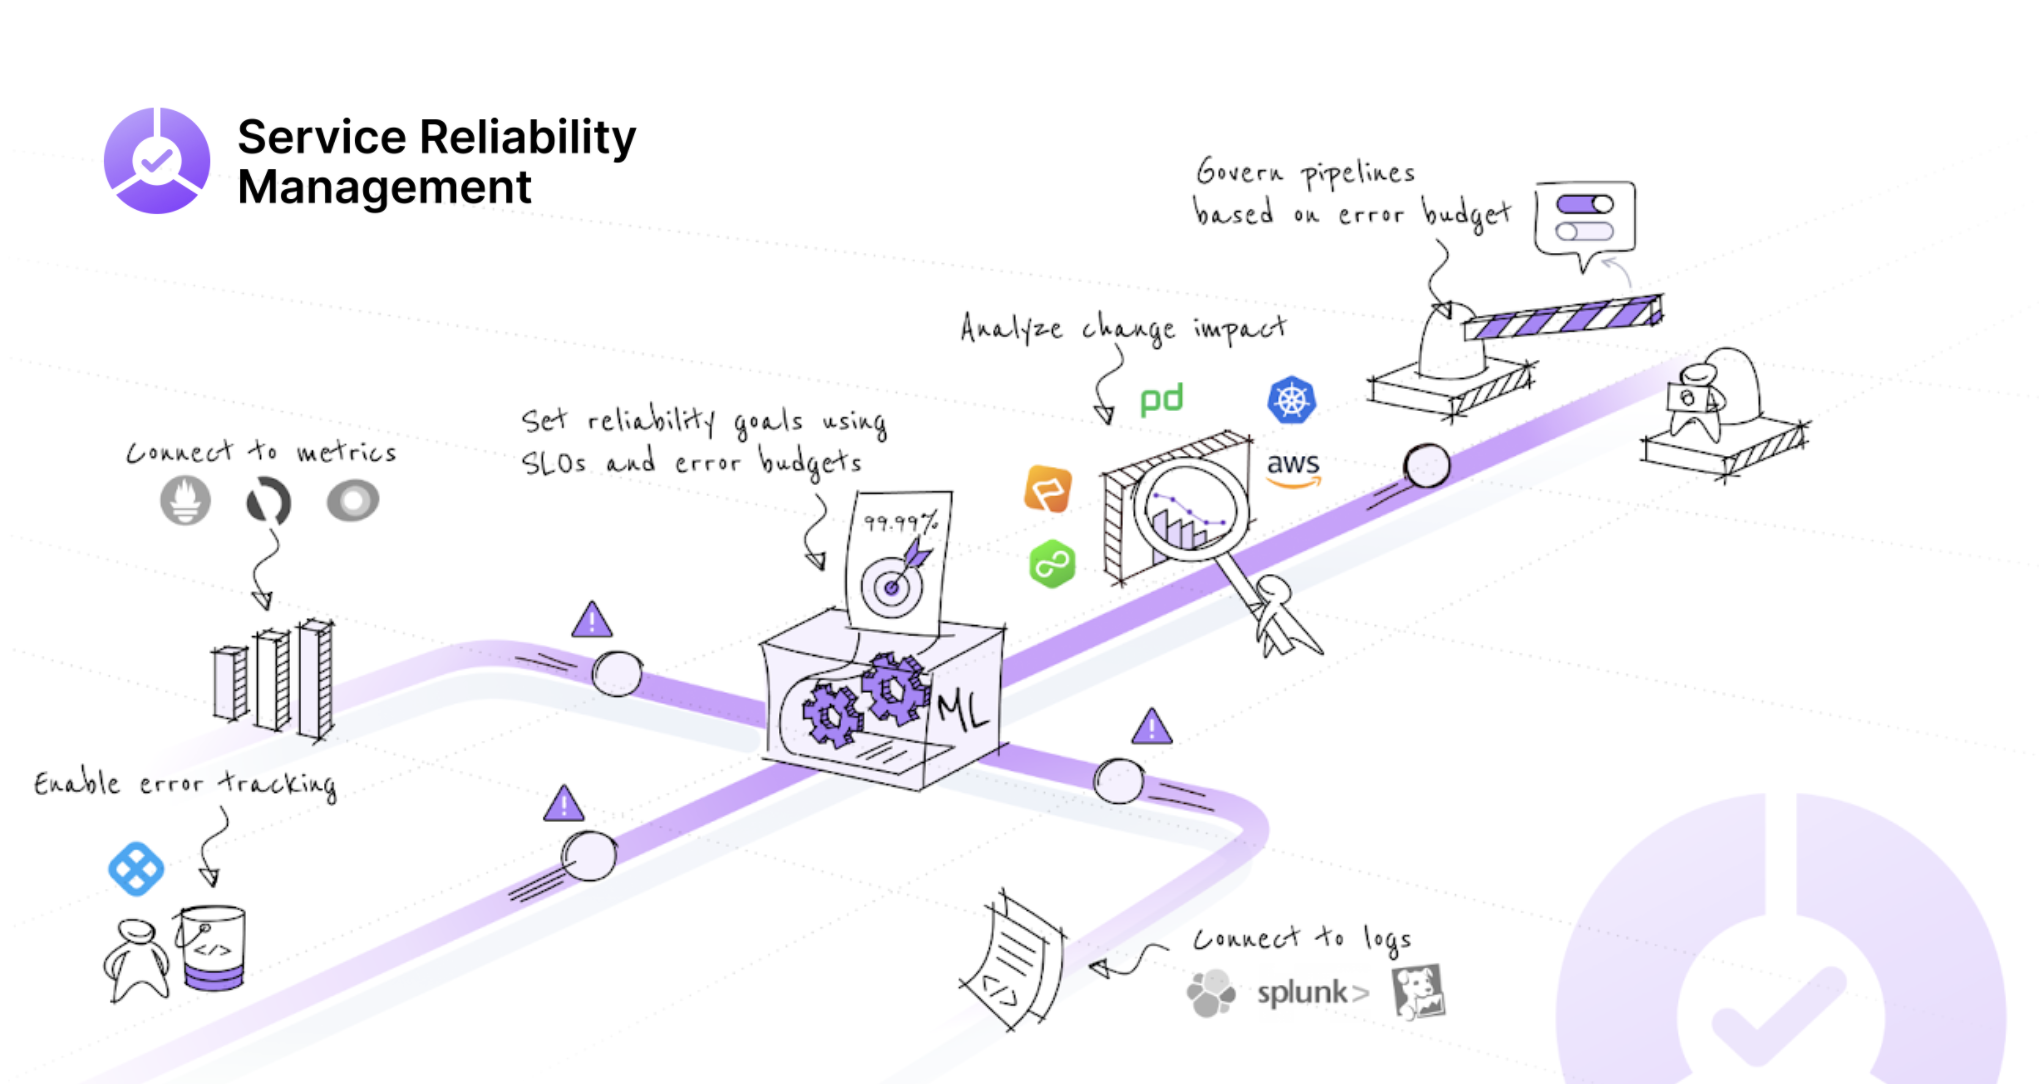 Service Reliability
Management
Govern pipelines
based on error budget
Analyze change impact
pd
aws
Set reliability goals using
SLOs and error budgets
99.99%
Connect to metrics
ML
Enable error tracking
</>
</>
Connect to logs
splunk>